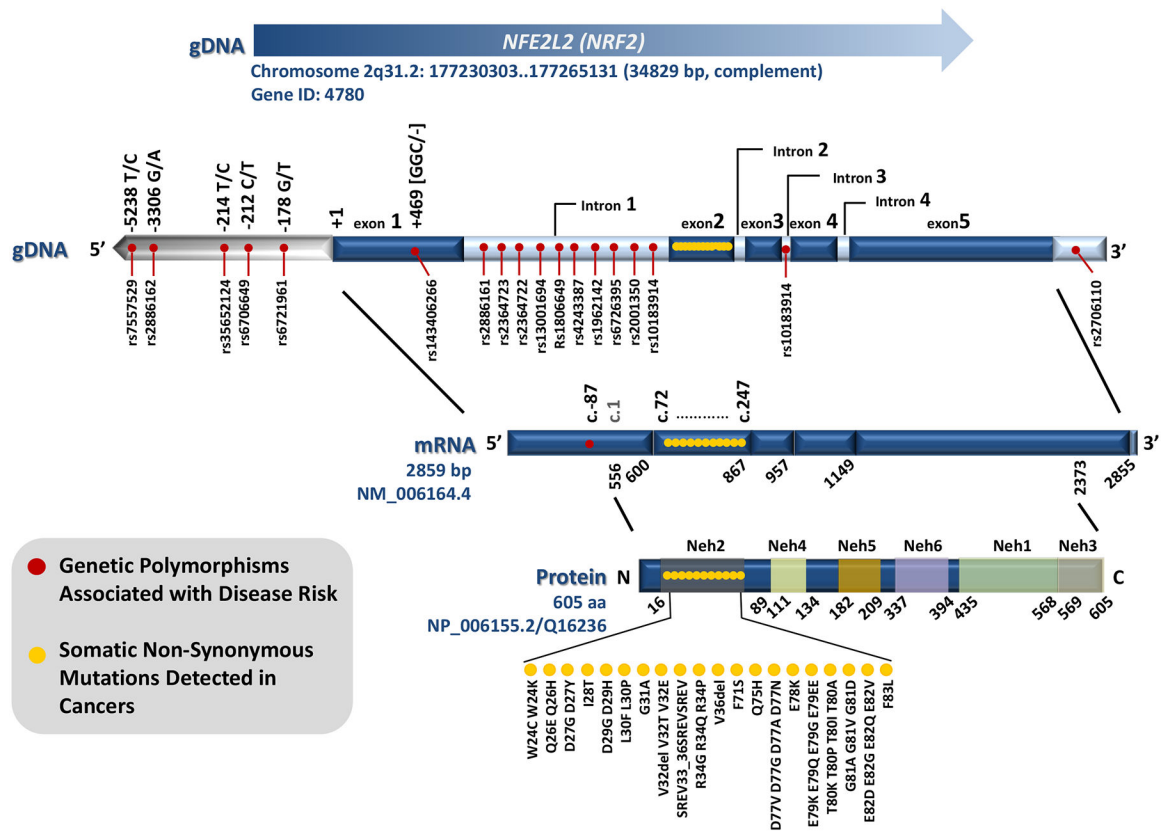 gDNA
NFE2L2 (NRF2)
Chromosome 2q31.2: 177230303..177265131 (34829 bp, complement)
Gene ID: 4780
-5238 T/C
-3306 G/A
-214 T/C
-212 C/T
-178 G/T
+1
exon 1
+469 [GGC/-]
Intron 1
exon2
Intron 2
exon3
Intron 3
exon 4
Intron 4
exon5
gDNA
5’
3’
rs7557529
rs2886162
rs35652124
rs6706649
rs6721961
rs143406266
rs2886161
rs2364723
rs2364722
rs13001694
Rs1806649
rs4243387
rs1962142
rs6726395
rs2001350
rs10183914
rs10183914
rs2706110
c.-87
c.1
c.72
............
c.247
mRNA
5’
3’
2859 bp
NM_006164.4
556
600
867
957
1149
2373
2855
Neh2
Neh4
Neh5
Neh6
Neh1
Neh3
Protein
N
C
605 aa
NP_006155.2/Q16236
16
89
111
134
182
209
337
394
435
568
569
605
W24C W24K
Q26E Q26H
D27G D27Y
I28T
D29G D29H
L30F L30P
G31A
V32del V32T V32E
SREV33_36SREVSREV
R34G R34Q R34P
V36del
F71S
Q75H
D77V D77G D77A D77N
E78K
E79K E79Q E79G E79EE
T80K T80P T80I T80A
G81A G81V G81D
E82D E82G E82Q E82V
F83L
Genetic Polymorphisms
Associated with Disease Risk
Somatic Non-Synonymous
Mutations Detected in
Cancers